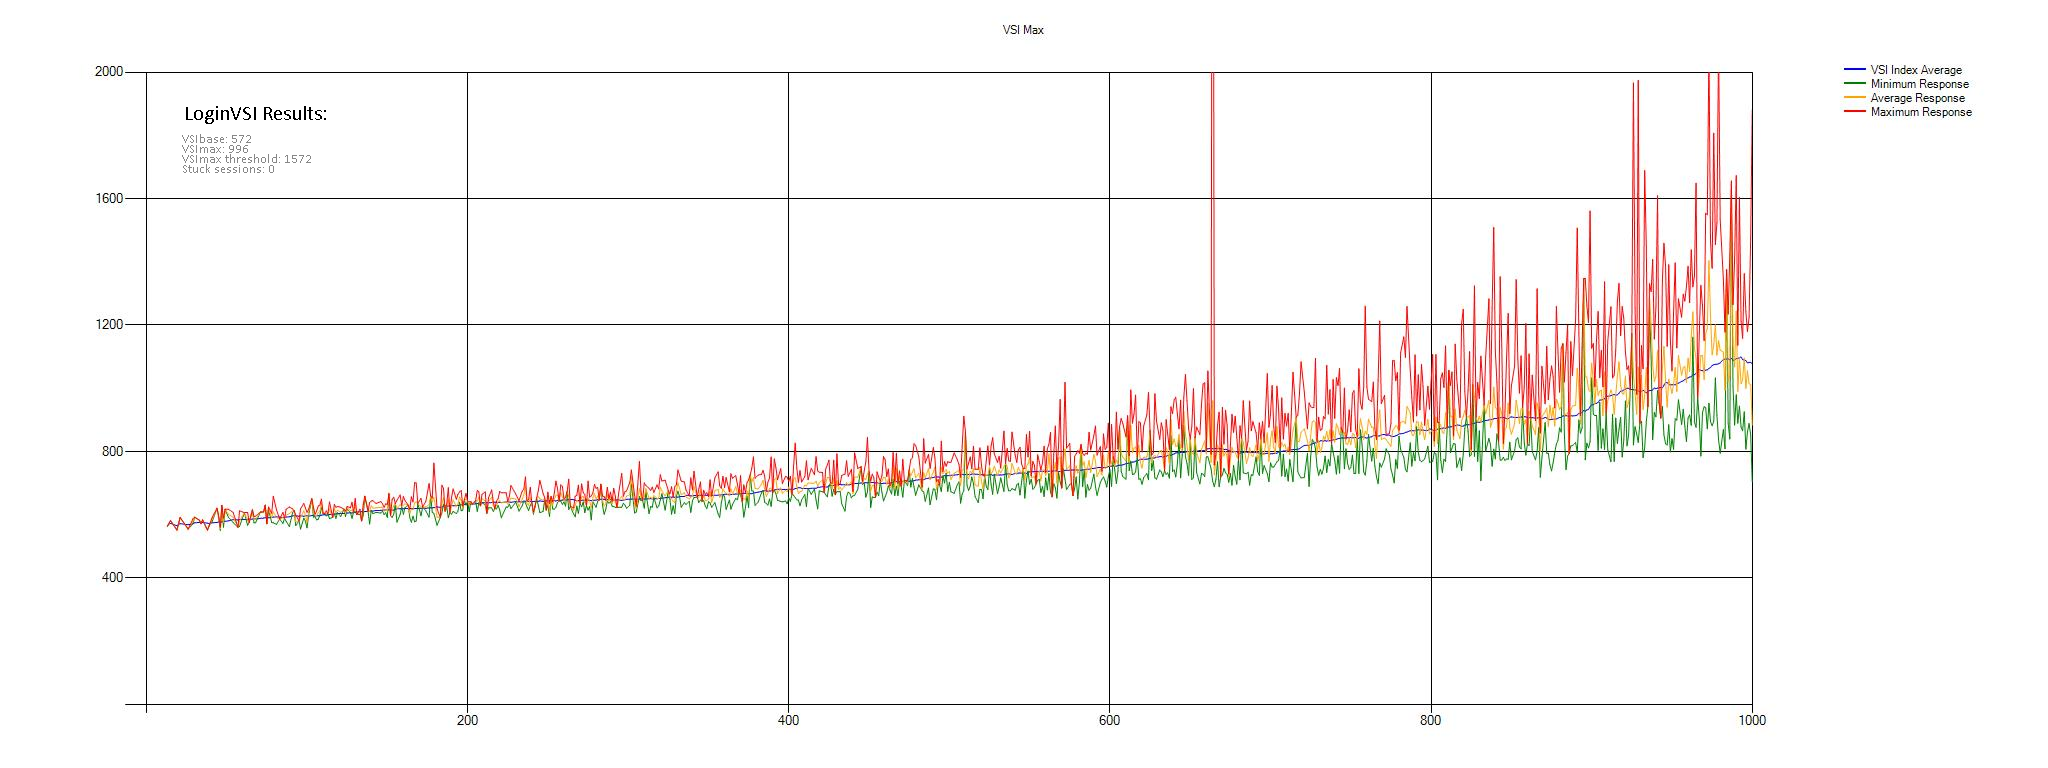 VSI Max
2000
1600
1200
800
400
200
400
600
800
1000
LoginVSI Results:
VSIbase: 572
VSImax: 996
VSImax threshold: 1572
Stuck sessions: 0
VSI Index Average
Minimum Response
Average Response
Maximum Response